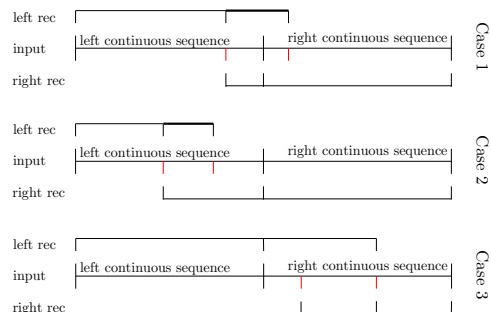 left rec
input
left continuous sequence
right continuous sequence
right rec
Case 1
left rec
input
left continuous sequence
right continuous sequence
right rec
Case 2
left rec
input
left continuous sequence
right continuous sequence
right rec
Case 3